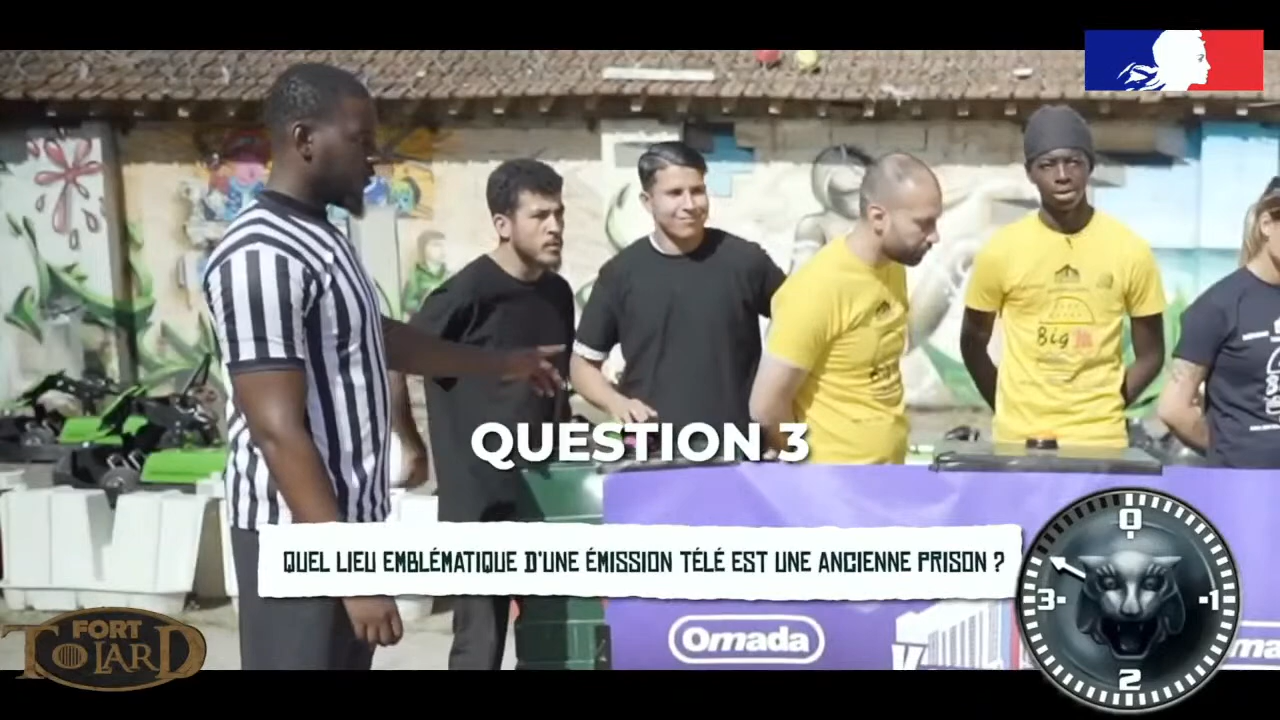 Big
QUESTION 3
QUEL LIEU EMBLÉMATIQUE D'UNE ÉMISSION TÉLÉ EST UNE ANCIENNE PRISON ?
0
3-
-1
2
FORT
TOLARD
Omada